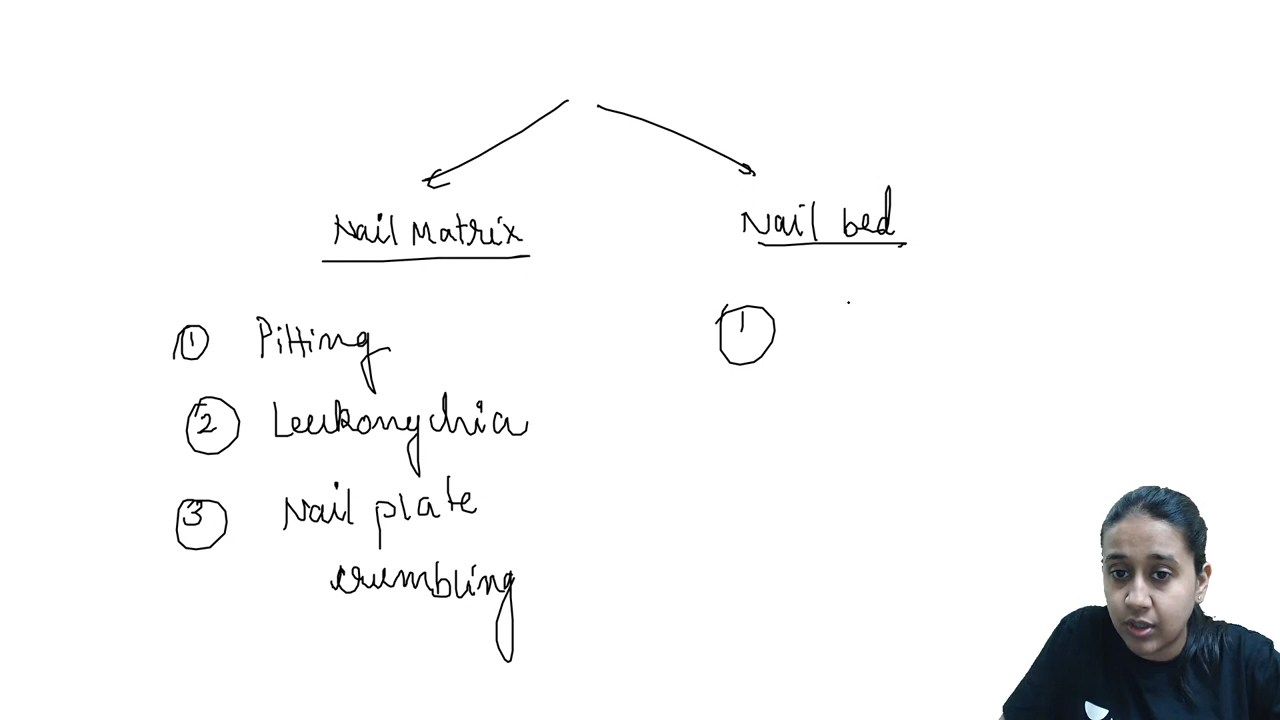 Nail Matrix
Nail bed
① Pitting
①
② Leukonychia
③ Nail plate
crumbling